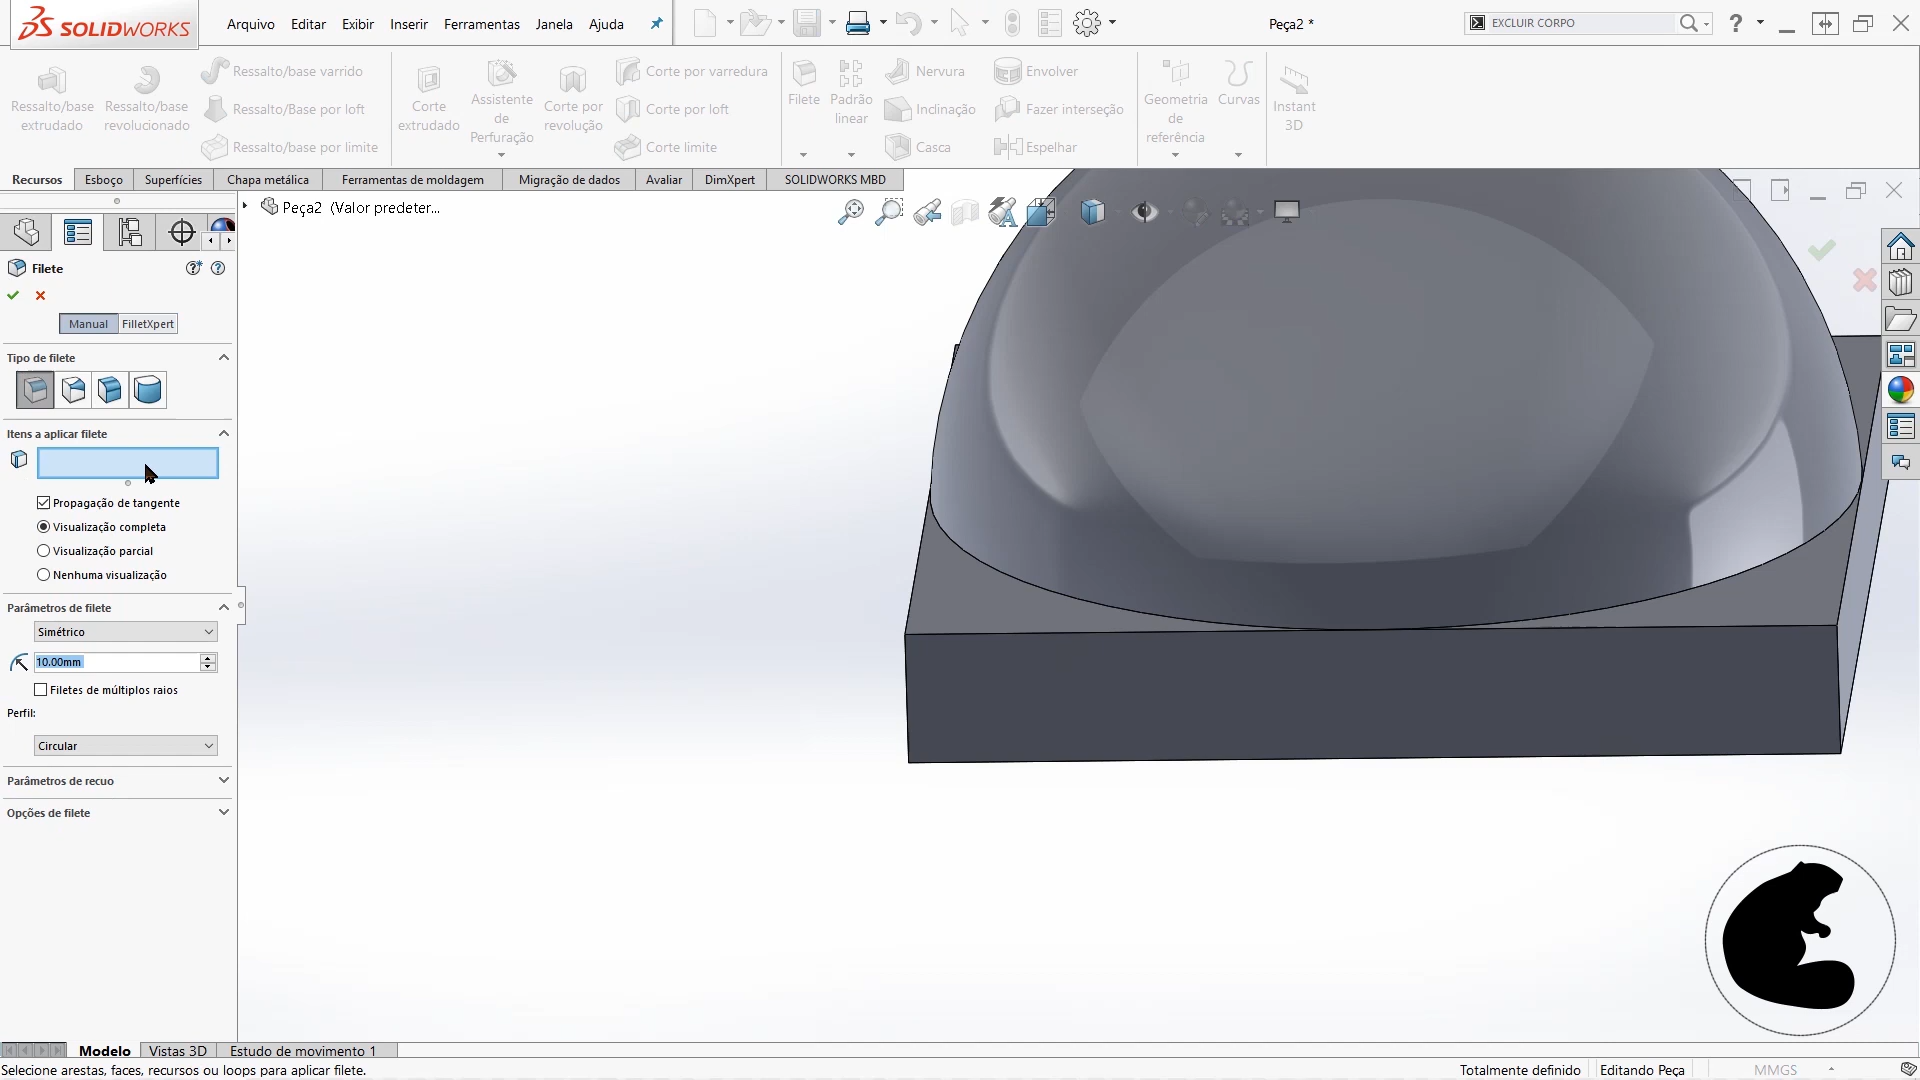 SOLIDWORKS
Arquivo Editar Exibir Inserir Ferramentas Janela Ajuda
Peça2 *
EXCLUIR CORPO
?
Ressalto/base extrudado
Ressalto/base revolucionado
Ressalto/base varrido
Ressalto/Base por loft
Ressalto/base por limite
Corte extrudado
Assistente de Perfuração
Corte por revolução
Corte por varredura
Corte por loft
Corte limite
Filete
Padrão linear
Nervura
Inclinação
Casca
Envolver
Fazer interseção
Espelhar
Geometria de referência
Curvas
Instant 3D
Recursos Esboço Superfícies Chapa metálica Ferramentas de moldagem Migração de dados Avaliar DimXpert SOLIDWORKS MBD
Peça2 (Valor predeter...
Filete
Manual FilletXpert
Tipo de filete
Itens a aplicar filete
Propagação de tangente
Visualização completa
Visualização parcial
Nenhuma visualização
Parâmetros de filete
Simétrico
10.00mm
Filetes de múltiplos raios
Perfil:
Circular
Parâmetros de recuo
Opções de filete
Modelo Vistas 3D Estudo de movimento 1
Selecione arestas, faces, recursos ou loops para aplicar filete.
Totalmente definido Editando Peça MMGS